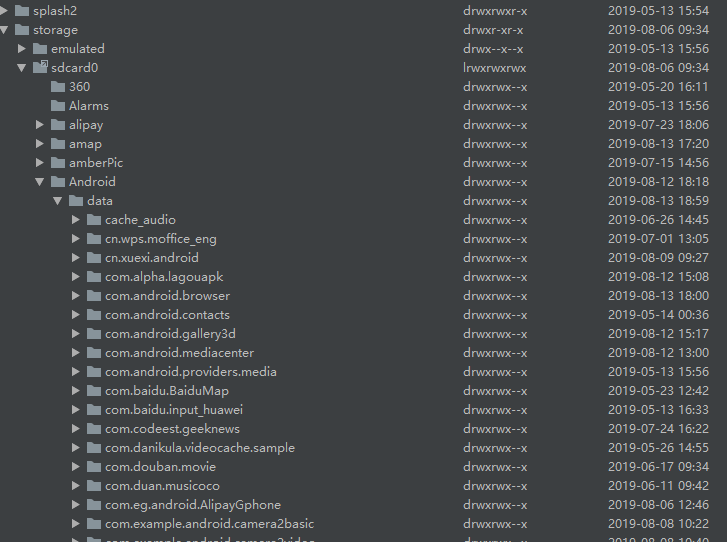 splash2 drwxrwxr-x 2019-05-13 15:54
storage drwxr-xr-x 2019-08-06 09:34
emulated drwx--x--x 2019-05-13 15:56
sdcard0 lrwxrwxrwx 2019-08-06 09:34
360 drwxrwx--x 2019-05-20 16:11
Alarms drwxrwx--x 2019-05-13 15:56
alipay drwxrwx--x 2019-07-23 18:06
amap drwxrwx--x 2019-08-13 17:20
amberPic drwxrwx--x 2019-07-15 14:56
Android drwxrwx--x 2019-08-12 18:18
data drwxrwx--x 2019-08-13 18:59
cache_audio drwxrwx--x 2019-06-26 14:45
cn.wps.moffice_eng drwxrwx--x 2019-07-01 13:05
cn.xuexi.android drwxrwx--x 2019-08-09 09:27
com.alpha.lagouapk drwxrwx--x 2019-08-12 15:08
com.android.browser drwxrwx--x 2019-08-13 18:00
com.android.contacts drwxrwx--x 2019-05-14 00:36
com.android.gallery3d drwxrwx--x 2019-08-12 15:17
com.android.mediacenter drwxrwx--x 2019-08-12 13:00
com.android.providers.media drwxrwx--x 2019-05-13 15:56
com.baidu.BaiduMap drwxrwx--x 2019-05-23 12:42
com.baidu.input_huawei drwxrwx--x 2019-05-13 16:33
com.codeest.geeknews drwxrwx--x 2019-07-24 16:22
com.danikula.videocache.sample drwxrwx--x 2019-05-26 14:55
com.douban.movie drwxrwx--x 2019-06-17 09:34
com.duan.musicoco drwxrwx--x 2019-06-11 09:42
com.eg.android.AlipayGphone drwxrwx--x 2019-08-06 12:46
com.example.android.camera2basic drwxrwx--x 2019-08-08 10:22